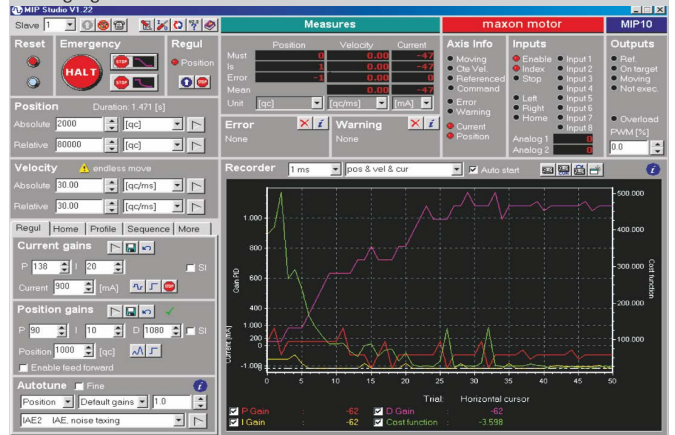 MIP Studio V1.22
Slave 1
Measures
maxon motor
MIP10
Reset
Emergency
Regul
HALT
STOP
STOP
Position
Position Velocity Current
Must 0 0.00 -47
Is 1 0.00 -47
Error -1 0.00 0
Mean 0.00 -47
Unit [qc] [qc/ms] [mA]
Error
None
Warning
None
Axis Info
Moving
Cte Vel.
Referenced
Command
Error
Warning
Current
Position
Inputs
Enable Input 1
Index Input 2
Stop Input 3
Input 4
Left Input 5
Right Input 6
Home Input 7
Input 8
Analog 1 0
Analog 2 0
Outputs
Ref.
On target
Moving
Not exec.
Overload
PWM [%]
0.0
Position Duration: 1.471 [s]
Absolute 2000 [qc]
Relative 80000 [qc]
Velocity endless move
Absolute 30.00 [qc/ms]
Relative 30.00 [qc/ms]
Regul Home Profile Sequence More
Current gains
P 138 I 20 SI
Current 900 [mA] STOP
Position gains
P 90 I 10 D 1080 SI
Position 1000 [qc]
Enable feed forward
Autotune Fine
Position Default gains 1.0
IAE2 IAE, noise taxing
Recorder 1 ms pos & vel & cur Auto start
Gain PID
1.000
800
600
400
Current [mA]
1.00
200
0
-1.000
500.000
400.000
300.000
200.000
100.000
Cost function
0 5 10 15 20 25 30 35 40 45 50
Trial: Horizontal cursor
P Gain : -62 D Gain : -62
I Gain : -62 Cost function : -3.598